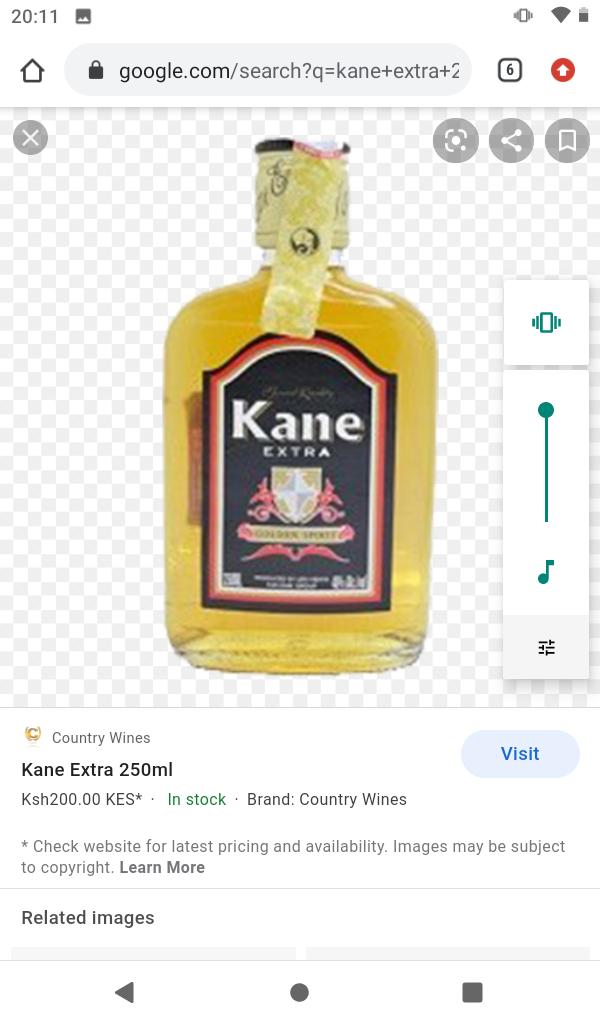 20:11
google.com/search?q=kane+extra+2
6
Kane
EXTRA
GOLDEN SPIRIT
Country Wines
Kane Extra 250ml
Visit
Ksh200.00 KES* · In stock · Brand: Country Wines
* Check website for latest pricing and availability. Images may be subject
to copyright. Learn More
Related images